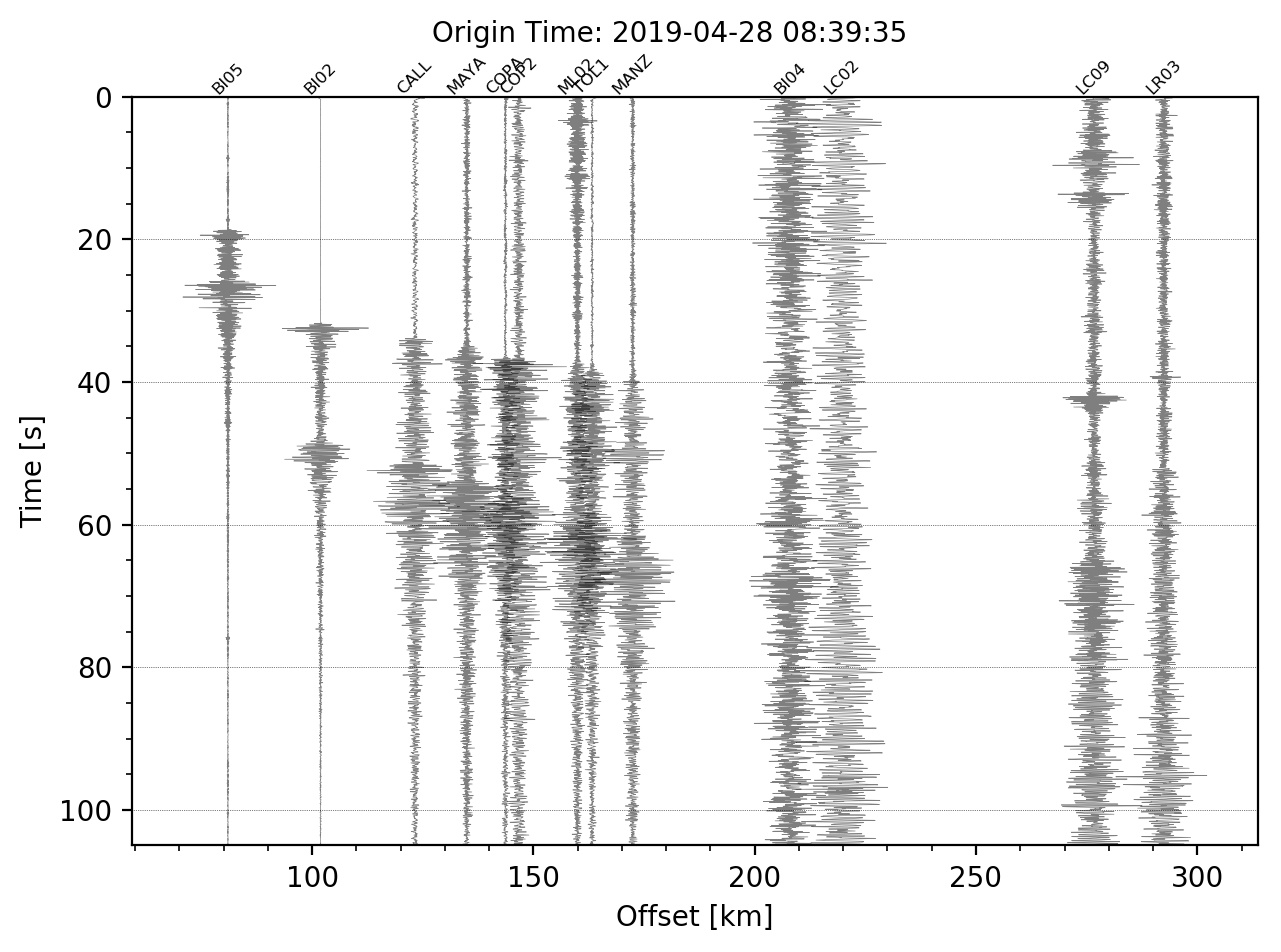 Origin Time: 2019-04-28 08:39:35
BI05 BI02 CALL MAYA COPA COP2 ML02 TOL1 MANZ BI04 LC02 LC09 LR03
0
20
40
60
80
100
Time [s]
100 150 200 250 300
Offset [km]